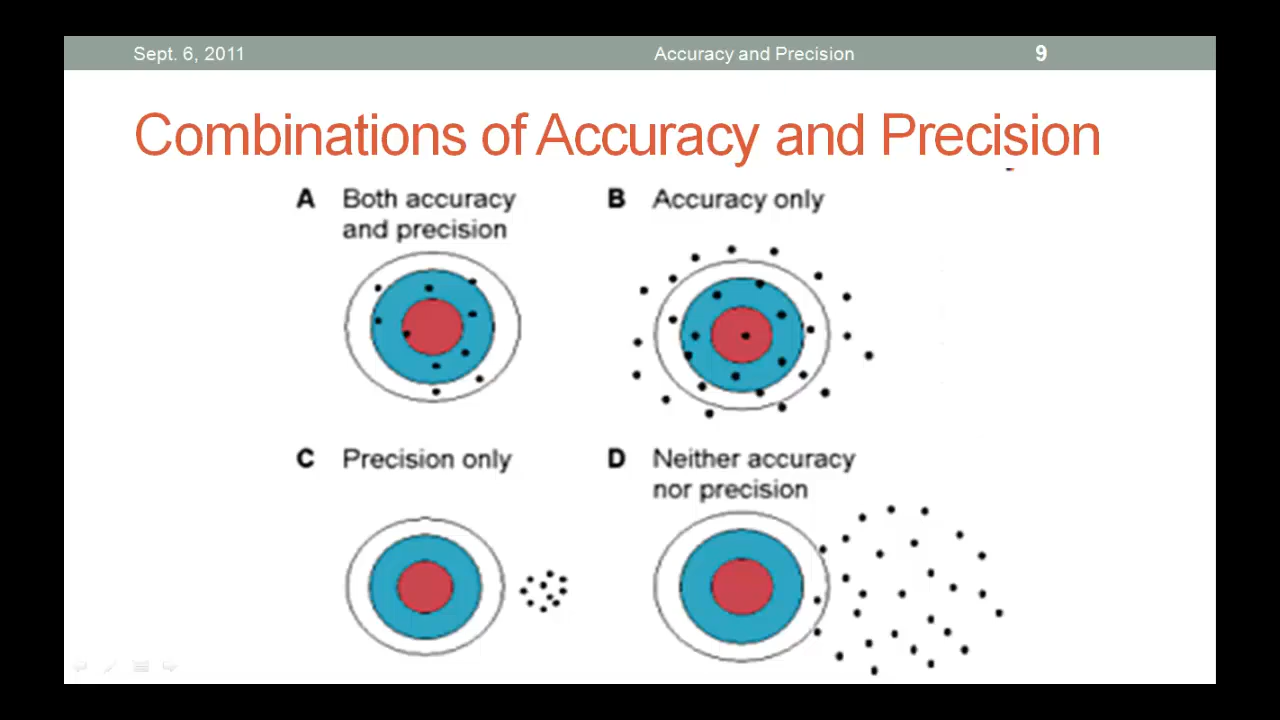 Sept. 6, 2011
Accuracy and Precision
9
Combinations of Accuracy and Precision
A Both accuracy
and precision
B Accuracy only
C Precision only
D Neither accuracy
nor precision